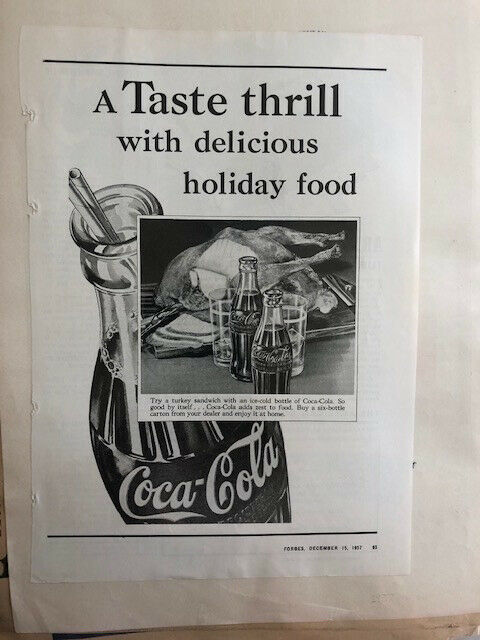 A Taste thrill
with delicious
holiday food
Try a turkey sandwich with an ice-cold bottle of Coca-Cola. So
good by itself . . . Coca-Cola adds zest to food. Buy a six-bottle
carton from your dealer and enjoy it at home.
Coca-Cola
FORBES, DECEMBER 15, 1937